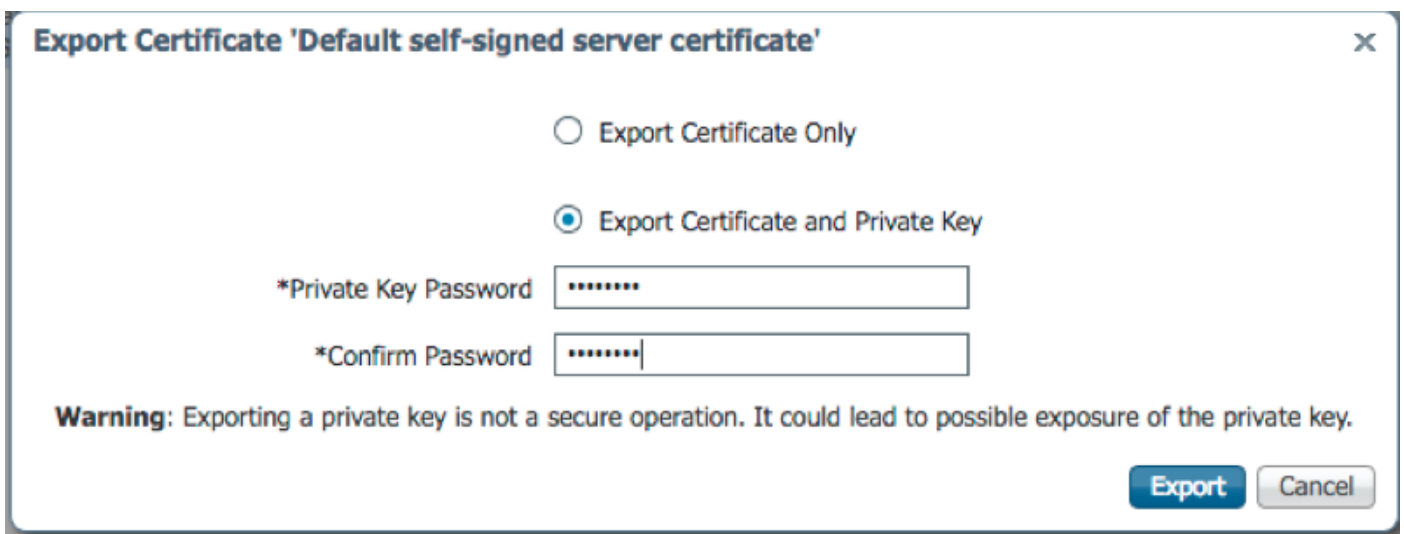 Export Certificate 'Default self-signed server certificate'
Export Certificate Only
Export Certificate and Private Key
*Private Key Password ••••••••
*Confirm Password ••••••••
Warning: Exporting a private key is not a secure operation. It could lead to possible exposure of the private key.
Export Cancel